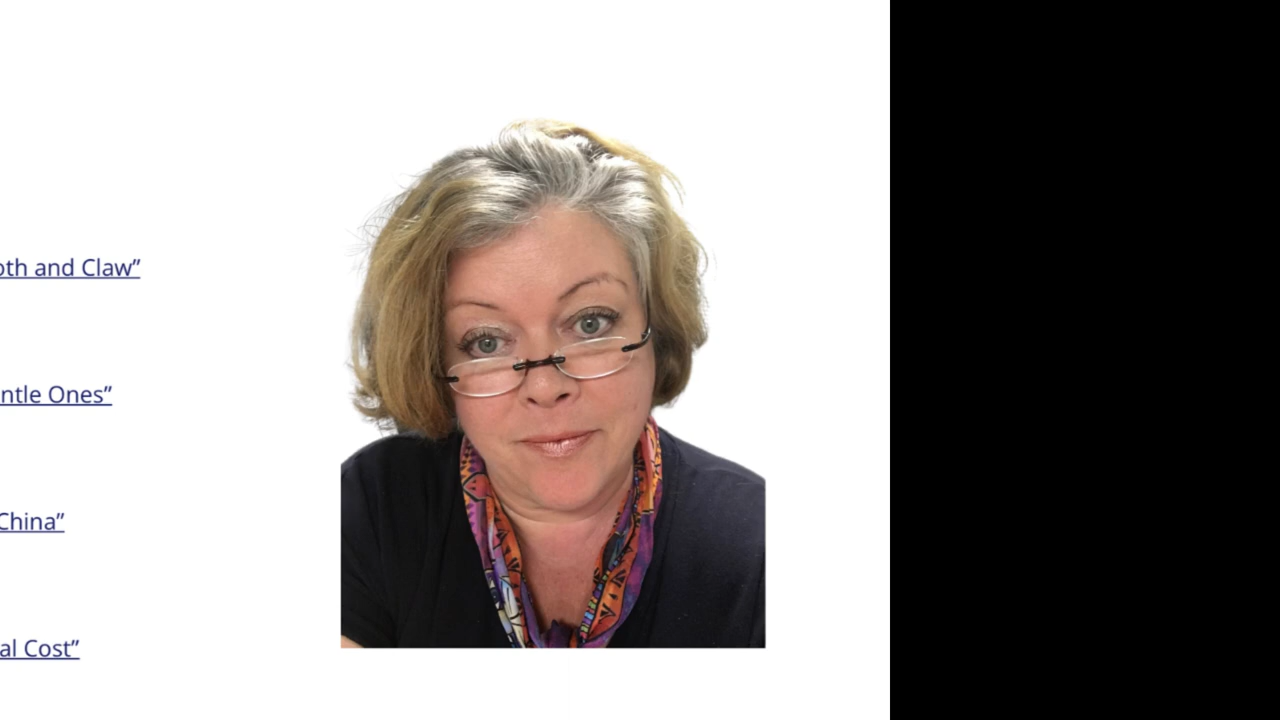 oth and Claw”
ntle Ones”
China”
al Cost”